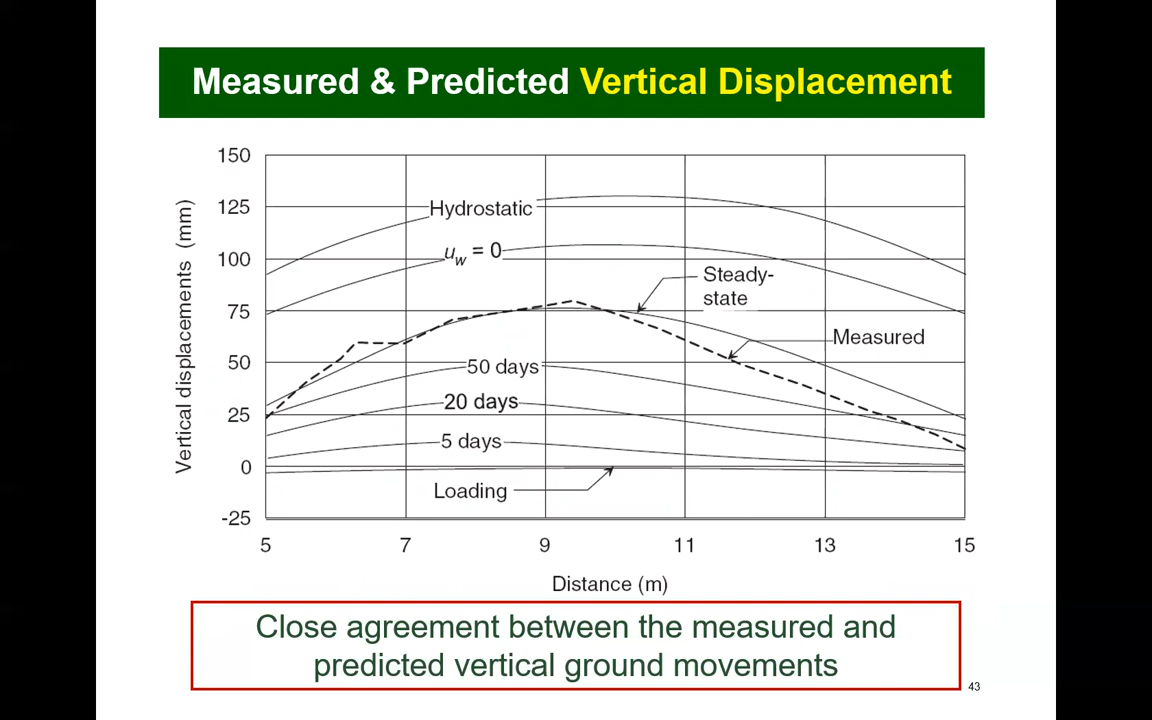 Measured & Predicted Vertical Displacement
150
125
100
75
50
25
0
-25
Vertical displacements (mm)
Hydrostatic
uw = 0
Steady-
state
Measured
50 days
20 days
5 days
Loading
5 7 9 11 13 15
Distance (m)
Close agreement between the measured and
predicted vertical ground movements
43